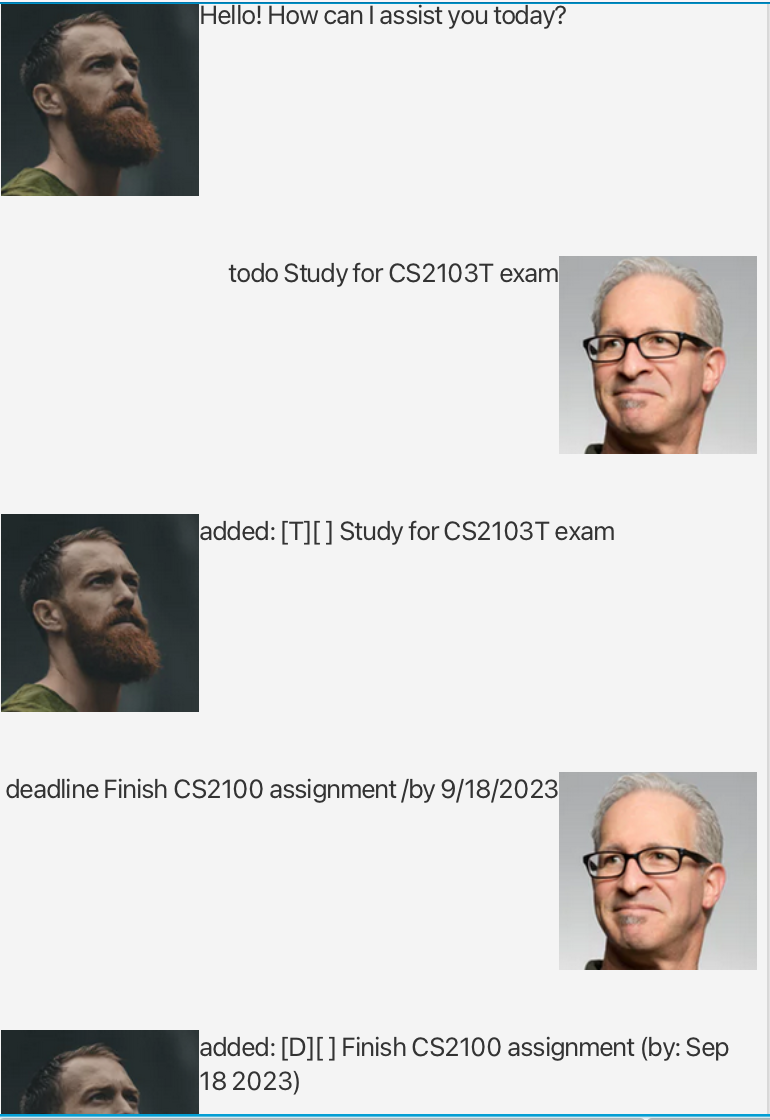 Hello! How can I assist you today?
todo Study for CS2103T exam
added: [T][ ] Study for CS2103T exam
deadline Finish CS2100 assignment /by 9/18/2023
added: [D][ ] Finish CS2100 assignment (by: Sep
18 2023)